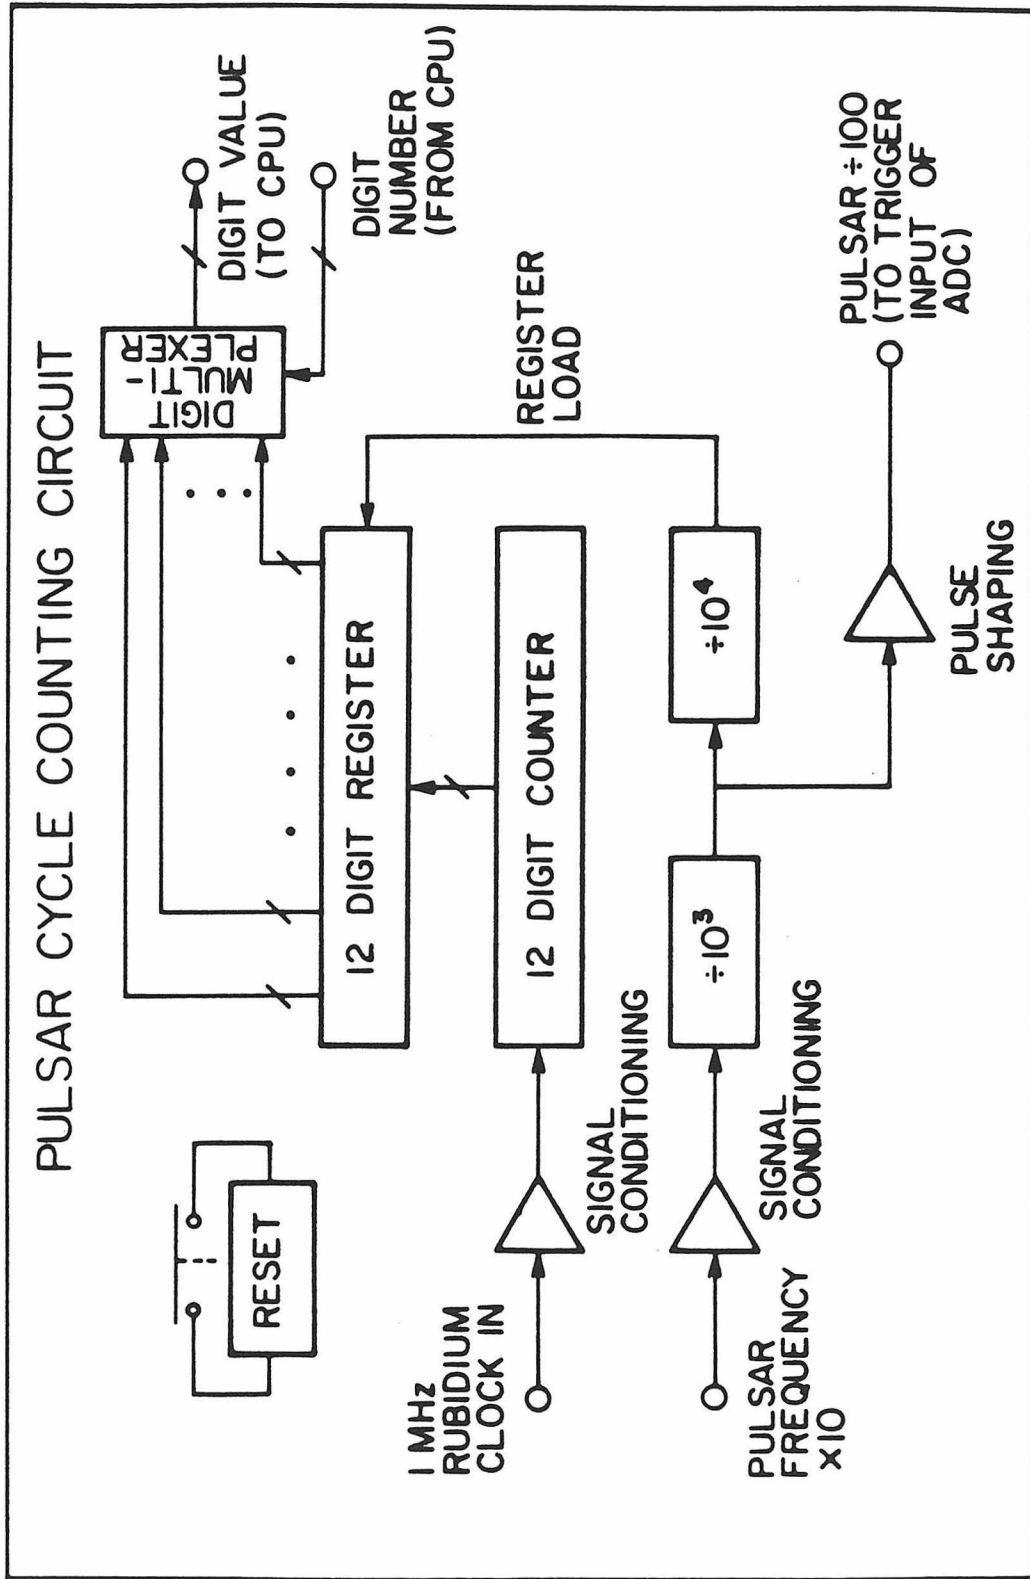 PULSAR CYCLE COUNTING CIRCUIT
RESET
DIGIT
MULTI-
PLEXER
DIGIT VALUE
(TO CPU)
DIGIT
NUMBER
(FROM CPU)
12 DIGIT REGISTER
REGISTER
LOAD
1 MHz
RUBIDIUM
CLOCK IN
SIGNAL
CONDITIONING
12 DIGIT COUNTER
PULSAR
FREQUENCY
×10
SIGNAL
CONDITIONING
÷10³
÷10⁴
PULSE
SHAPING
PULSAR ÷100
(TO TRIGGER
INPUT OF
ADC)